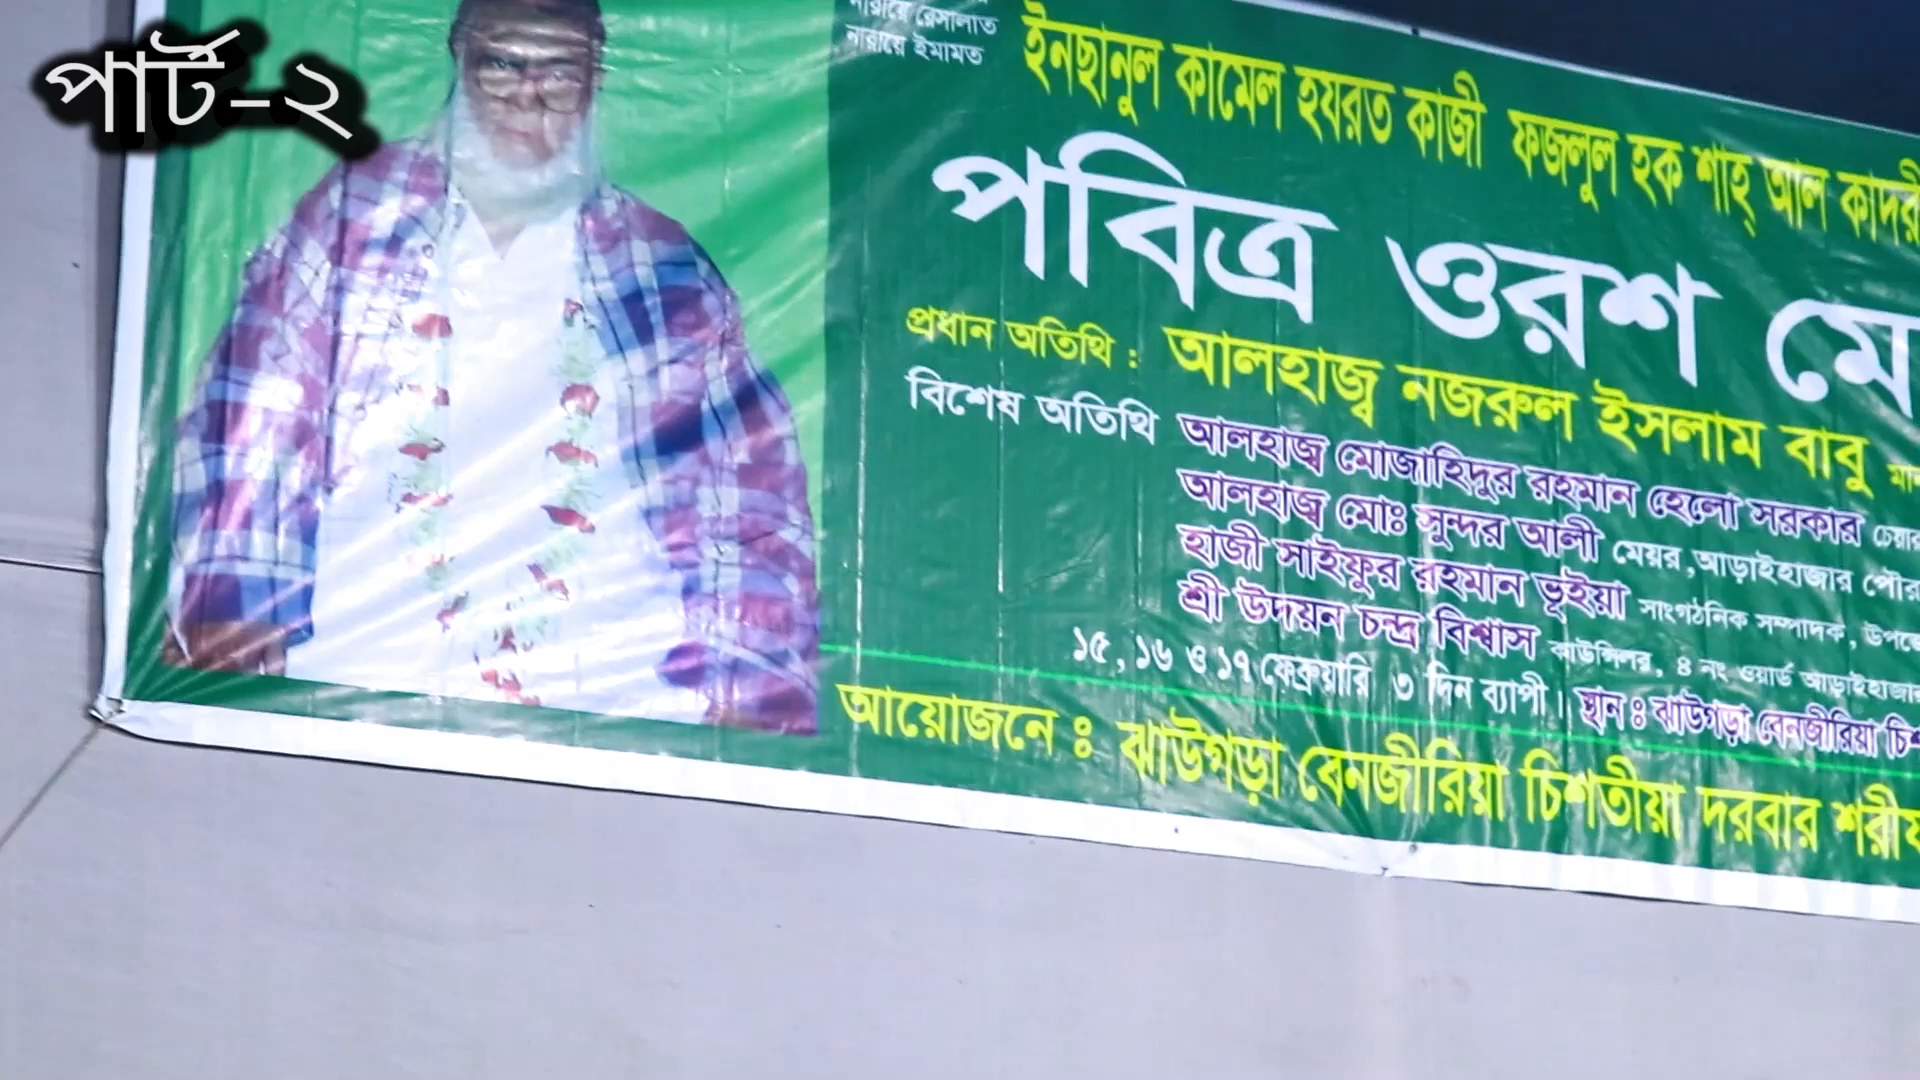 পার্ট-২
নারায়ে রেসালাত
নারায়ে ইমামত
ইনছানুল কামেল হযরত কাজী ফজলুল হক শাহ্ আল কাদরী
পবিত্র ওরশ মে
প্রধান অতিথি : আলহাজ্ব নজরুল ইসলাম বাবু
বিশেষ অতিথি আলহাজ্ব মোজাহিদুর রহমান হেলো সরকার
আলহাজ্ব মোঃ সুন্দর আলী মেয়র, আড়াইহাজার পৌর
হাজী সাইফুর রহমান ভূইয়া সাংগঠনিক সম্পাদক, উপজে
শ্রী উদয়ন চন্দ্র বিশ্বাস কাউন্সিলর, ৪ নং ওয়ার্ড আড়াইহাজার
১৫, ১৬ ও ১৭ ফেব্রুয়ারি ৩ দিন ব্যাপী। স্থান ঃ ঝাউগড়া বেনজীরিয়া চিশ
আয়োজনে ঃ ঝাউগড়া বেনজীরিয়া চিশতীয়া দরবার শরীফ